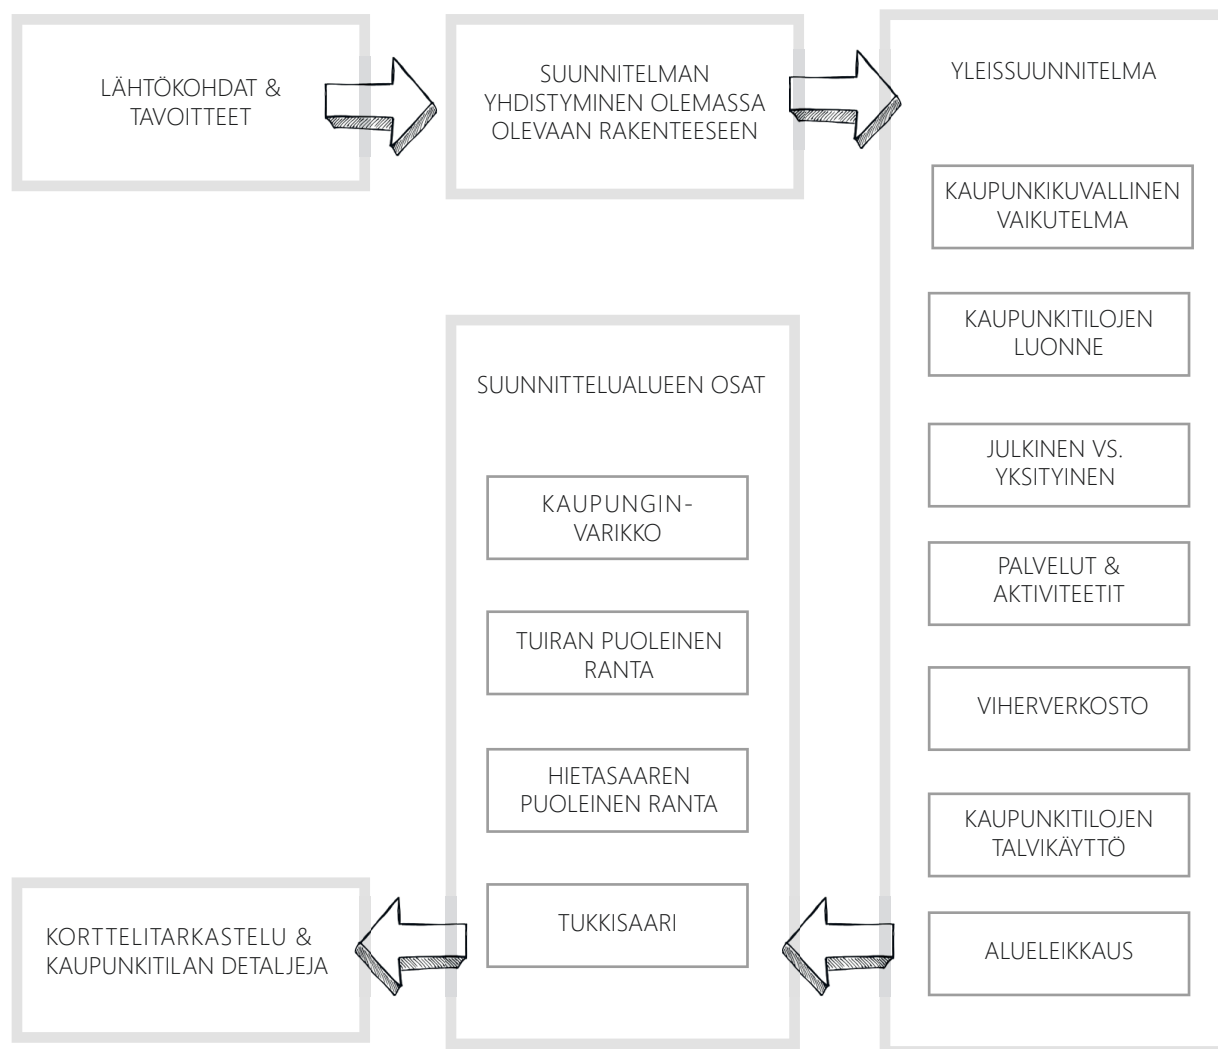 LÄHTÖKOHDAT &
TAVOITTEET
SUUNNITELMAN
YHDISTYMINEN OLEMASSA
OLEVAAN RAKENTEESEEN
YLEISSUUNNITELMA
KAUPUNKIKUVALLINEN
VAIKUTELMA
KAUPUNKITILOJEN
LUONNE
JULKINEN VS.
YKSITYINEN
PALVELUT &
AKTIVITEETIT
VIHERVERKOSTO
KAUPUNKITILOJEN
TALVIKÄYTTÖ
ALUELEIKKAUS
SUUNNITTELUALUEEN OSAT
KAUPUNGIN-
VARIKKO
TUIRAN PUOLEINEN
RANTA
HIETASAAREN
PUOLEINEN RANTA
TUKKISAARI
KORTTELITARKASTELU &
KAUPUNKITILAN DETALJEJA